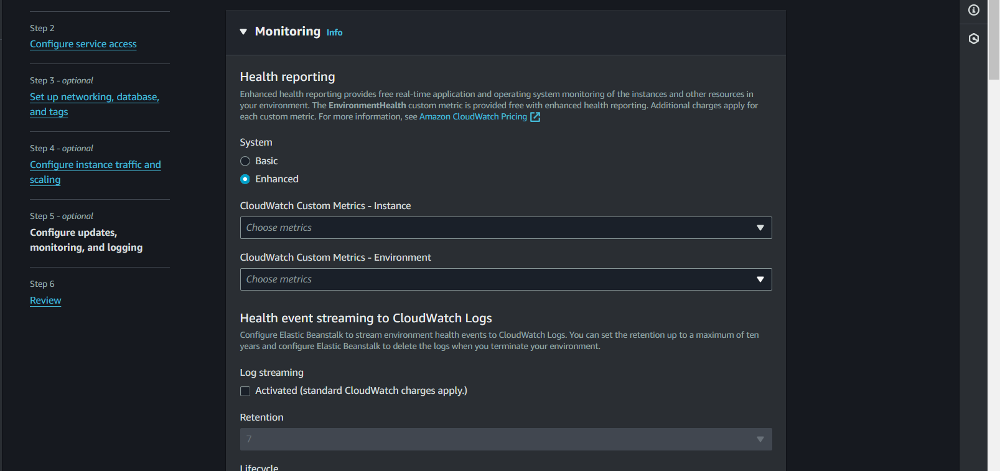 Step 2
Configure service access
Step 3 - optional
Set up networking, database,
and tags
Step 4 - optional
Configure instance traffic and
scaling
Step 5 - optional
Configure updates,
monitoring, and logging
Step 6
Review
Monitoring Info
Health reporting
Enhanced health reporting provides free real-time application and operating system monitoring of the instances and other resources in
your environment. The EnvironmentHealth custom metric is provided free with enhanced health reporting. Additional charges apply for
each custom metric. For more information, see Amazon CloudWatch Pricing
System
Basic
Enhanced
CloudWatch Custom Metrics - Instance
Choose metrics
CloudWatch Custom Metrics - Environment
Choose metrics
Health event streaming to CloudWatch Logs
Configure Elastic Beanstalk to stream environment health events to CloudWatch Logs. You can set the retention up to a maximum of ten
years and configure Elastic Beanstalk to delete the logs when you terminate your environment.
Log streaming
Activated (standard CloudWatch charges apply.)
Retention
7
Lifecycle